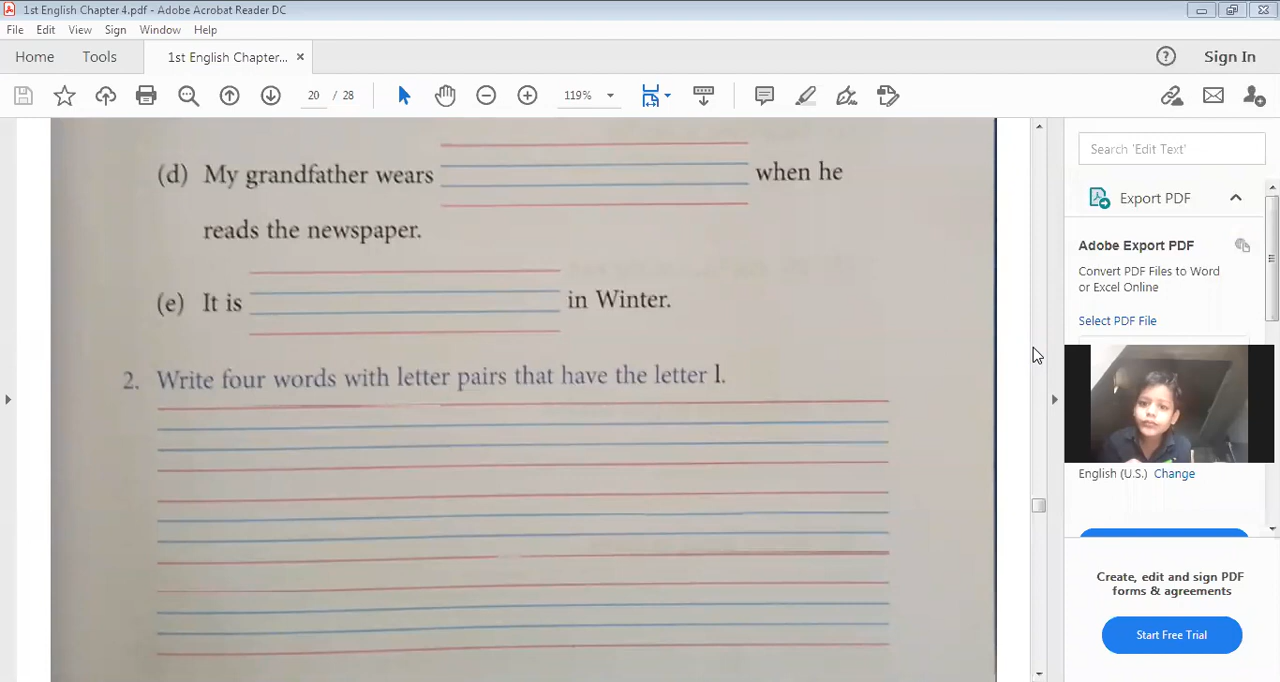 1st English Chapter 4.pdf - Adobe Acrobat Reader DC
File Edit View Sign Window Help
Home Tools 1st English Chapter... ×
? Sign In
20 / 28 119%
(d) My grandfather wears when he
reads the newspaper.
(e) It is in Winter.
2. Write four words with letter pairs that have the letter l.
Search 'Edit Text'
Export PDF
Adobe Export PDF
Convert PDF Files to Word
or Excel Online
Select PDF File
English (U.S.) Change
Create, edit and sign PDF
forms & agreements
Start Free Trial